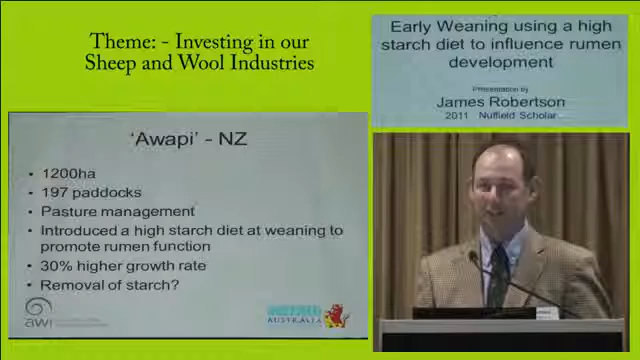 Theme: - Investing in our
Sheep and Wool Industries
Early Weaning using a high
starch diet to influence rumen
development
Presentation by
James Robertson
2011 Nuffield Scholar
'Awapi' - NZ
• 1200ha
• 197 paddocks
• Pasture management
• Introduced a high starch diet at weaning to
promote rumen function
• 30% higher growth rate
• Removal of starch?
awi
NUFFIELD
AUSTRALIA